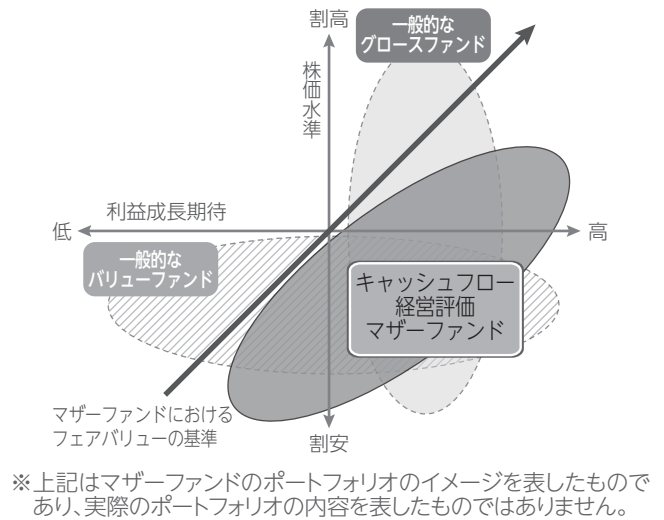 割高
一般的な
グロースファンド
株価水準
利益成長期待
低
高
一般的な
バリューファンド
キャッシュフロー
経営評価
マザーファンド
マザーファンドにおける
フェアバリューの基準
割安
※上記はマザーファンドのポートフォリオのイメージを表したもので
あり、実際のポートフォリオの内容を表したものではありません。